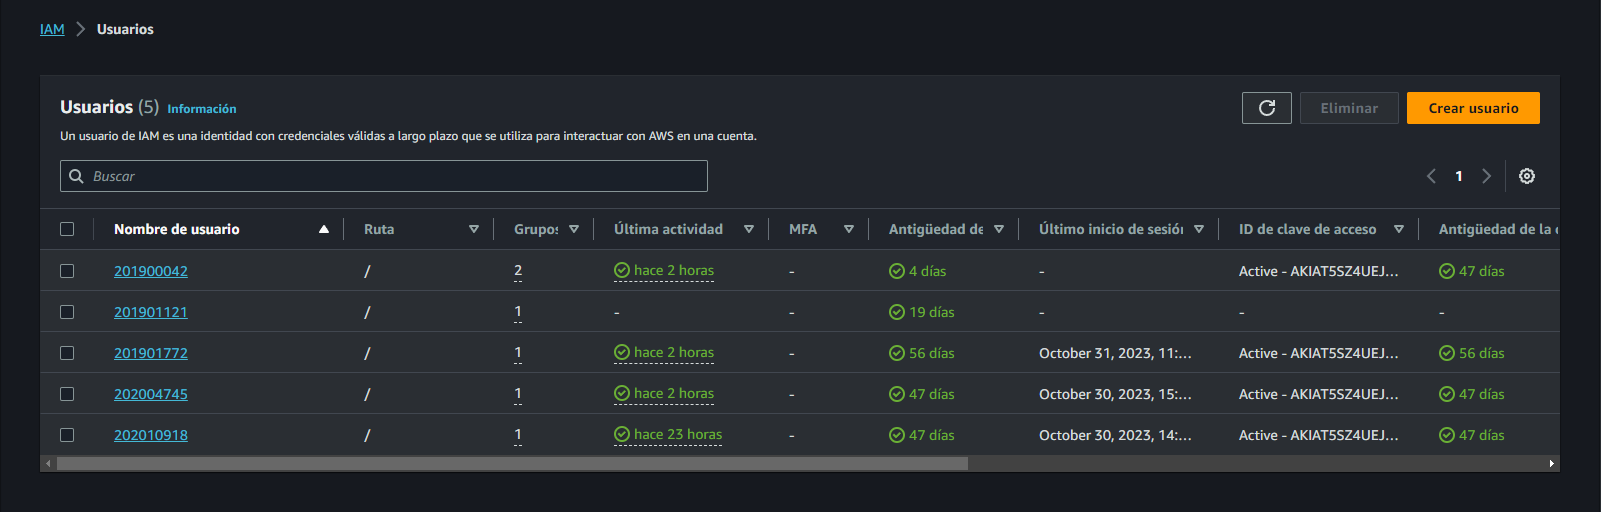 IAM > Usuarios
Usuarios (5) Información
Eliminar Crear usuario
Un usuario de IAM es una identidad con credenciales válidas a largo plazo que se utiliza para interactuar con AWS en una cuenta.
Buscar
1
Nombre de usuario Ruta Grupos Última actividad MFA Antigüedad de Último inicio de sesión ID de clave de acceso Antigüedad de la c
201900042 / 2 hace 2 horas - 4 días - Active - AKIAT5SZ4UEJ... 47 días
201901121 / 1 - - 19 días - - -
201901772 / 1 hace 2 horas - 56 días October 31, 2023, 11:... Active - AKIAT5SZ4UEJ... 56 días
202004745 / 1 hace 2 horas - 47 días October 30, 2023, 15:... Active - AKIAT5SZ4UEJ... 47 días
202010918 / 1 hace 23 horas - 47 días October 30, 2023, 14:... Active - AKIAT5SZ4UEJ... 47 días